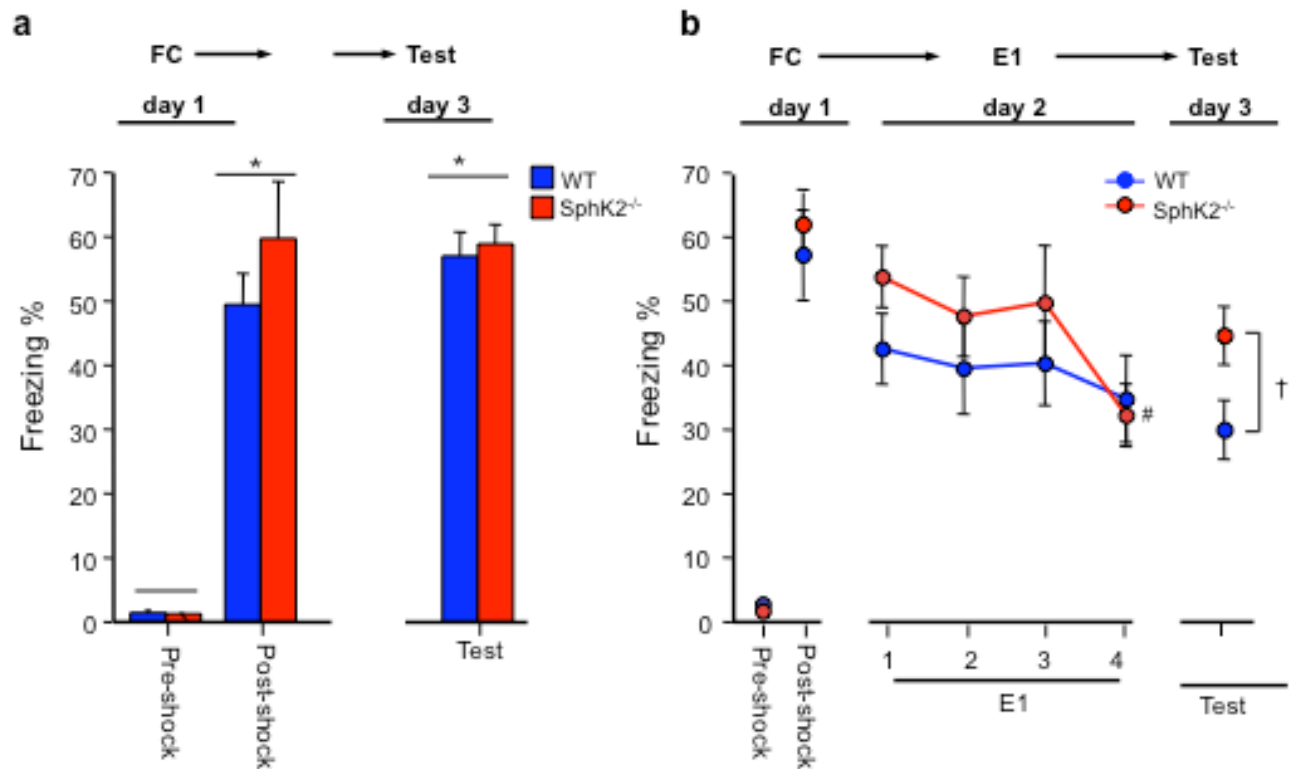 a
FC Test
day 1 day 3
* *
WT
SphK2-/-
Freezing %
70
60
50
40
30
20
10
0
Pre-shock
Post-shock
Test
b
FC E1 Test
day 1 day 2 day 3
WT
SphK2-/-
Freezing %
70
60
50
40
30
20
10
0
#
†
Pre-shock
Post-shock
1 2 3 4
E1
Test